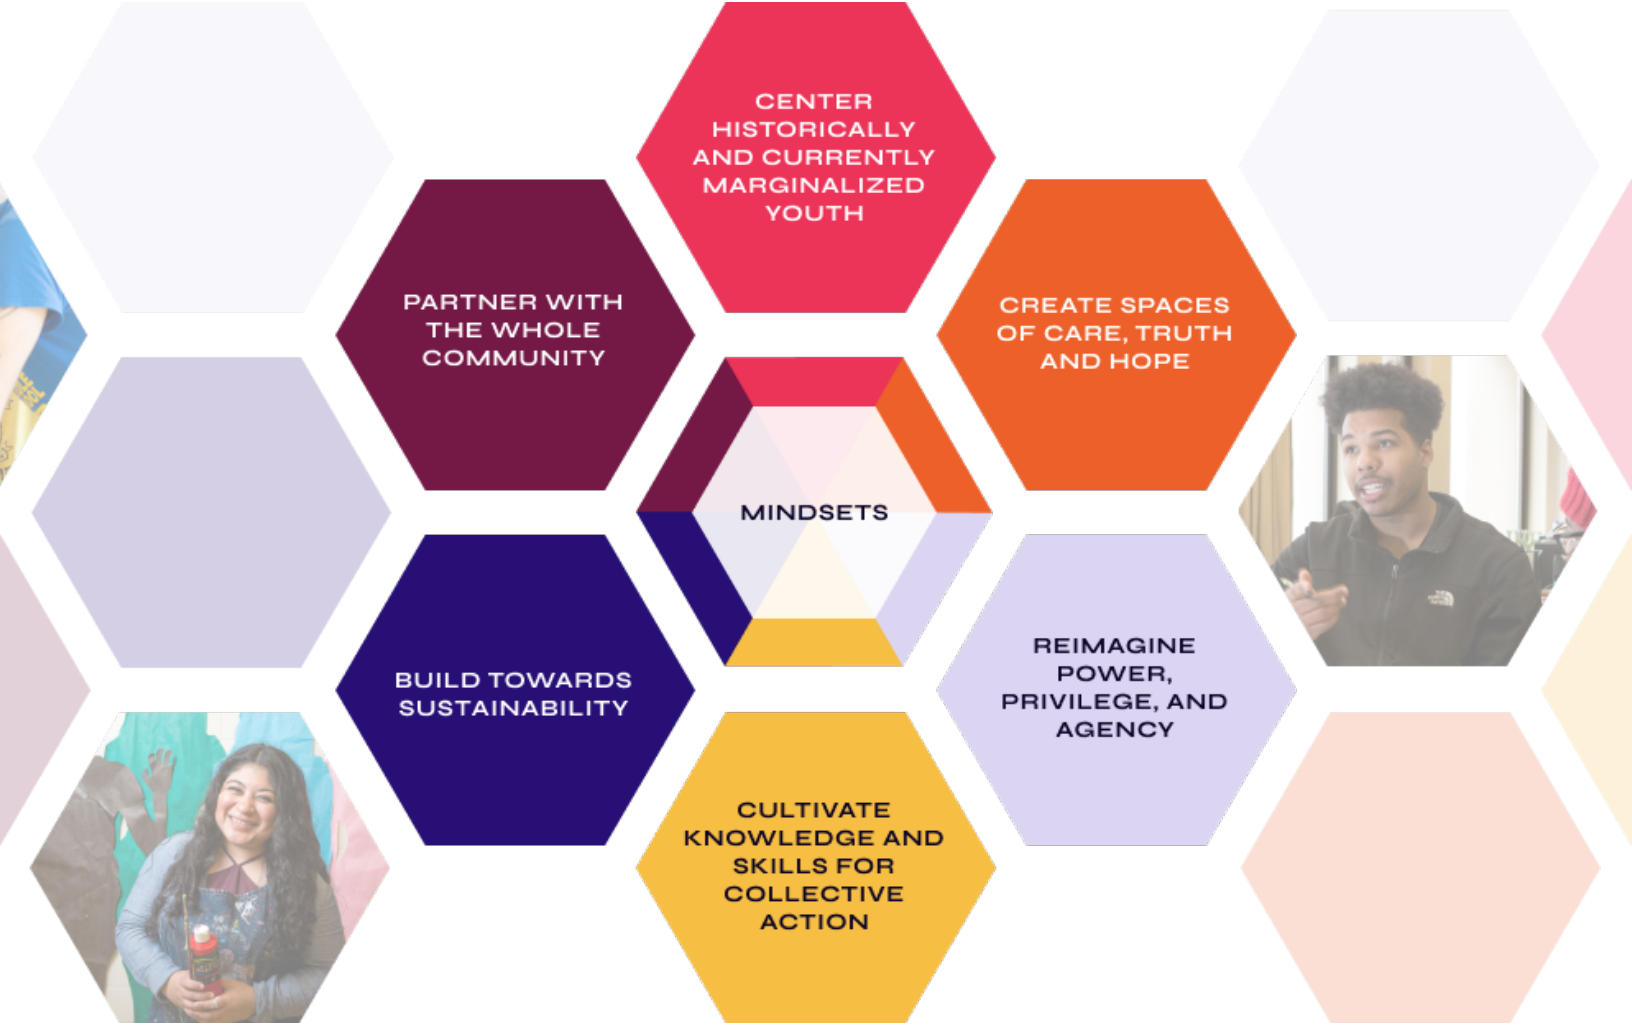 CENTER
HISTORICALLY
AND CURRENTLY
MARGINALIZED
YOUTH
PARTNER WITH
THE WHOLE
COMMUNITY
CREATE SPACES
OF CARE, TRUTH
AND HOPE
MINDSETS
BUILD TOWARDS
SUSTAINABILITY
REIMAGINE
POWER,
PRIVILEGE, AND
AGENCY
CULTIVATE
KNOWLEDGE AND
SKILLS FOR
COLLECTIVE
ACTION